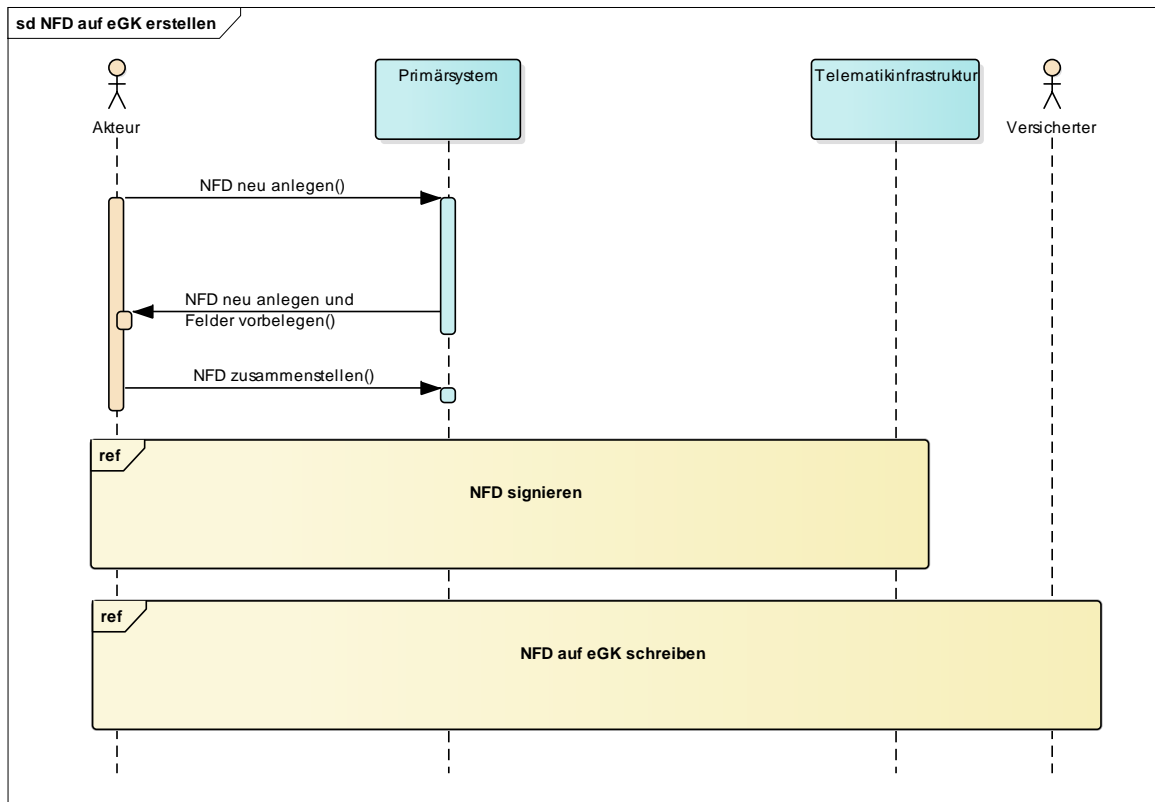 sd NFD auf eGK erstellen
Akteur
Primärsystem
Telematikinfrastruktur
Versicherter
NFD neu anlegen()
NFD neu anlegen und
Felder vorbelegen()
NFD zusammenstellen()
ref
NFD signieren
ref
NFD auf eGK schreiben